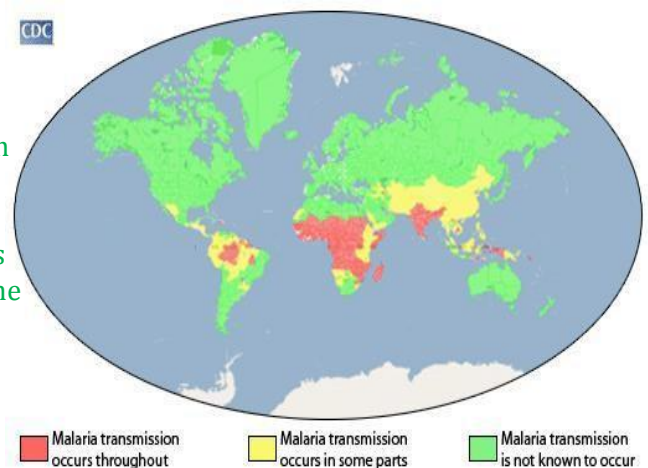 CDC
Malaria transmission
occurs throughout
Malaria transmission
occurs in some parts
Malaria transmission
is not known to occur